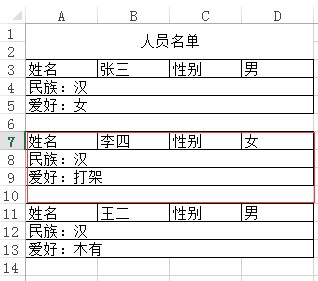 A B C D
1
人员名单
2
3 姓名 张三 性别 男
4 民族：汉
5 爱好：女
6
7 姓名 李四 性别 女
8 民族：汉
9 爱好：打架
10
11 姓名 王二 性别 男
12 民族：汉
13 爱好：木有
14